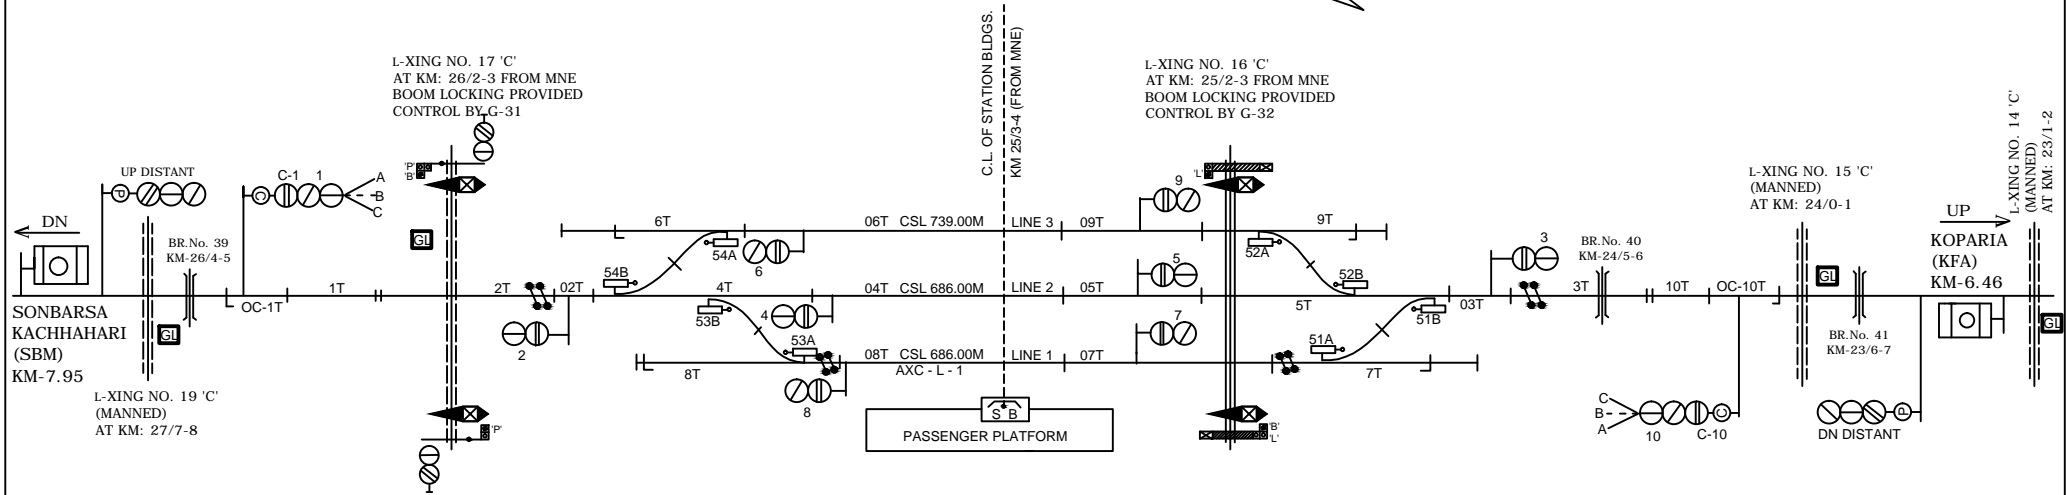 C.L. OF STATION BLDGS.
KM 25/3-4 (FROM MNE)
L-XING NO. 17 'C'
AT KM: 26/2-3 FROM MNE
BOOM LOCKING PROVIDED
CONTROL BY G-31
L-XING NO. 16 'C'
AT KM: 25/2-3 FROM MNE
BOOM LOCKING PROVIDED
CONTROL BY G-32
L-XING NO. 14 'C'
(MANNED)
AT KM: 23/1-2
L-XING NO. 15 'C'
(MANNED)
AT KM: 24/0-1
UP DISTANT
P
C
C-1
1
A
B
C
'P'
'B'
'L'
9
DN
UP
KOPARIA
(KFA)
KM-6.46
BR.No. 39
KM-26/4-5
GL
GL
6T
54A
6
06T
CSL 739.00M
LINE 3
09T
9T
52A
3
BR.No. 40
KM-24/5-6
GL
54B
5
52B
OC-1T
1T
2T
02T
4T
04T
CSL 686.00M
LINE 2
05T
5T
03T
3T
10T
OC-10T
SONBARSA
KACHHAHARI
(SBM)
KM-7.95
GL
2
53B
4
53A
7
51A
51B
BR.No. 41
KM-23/6-7
8T
8
08T
CSL 686.00M
LINE 1
07T
7T
AXC - L - 1
L-XING NO. 19 'C'
(MANNED)
AT KM: 27/7-8
'P'
S B
PASSENGER PLATFORM
'B'
'L'
C
B
A
10
C-10
C
P
DN DISTANT